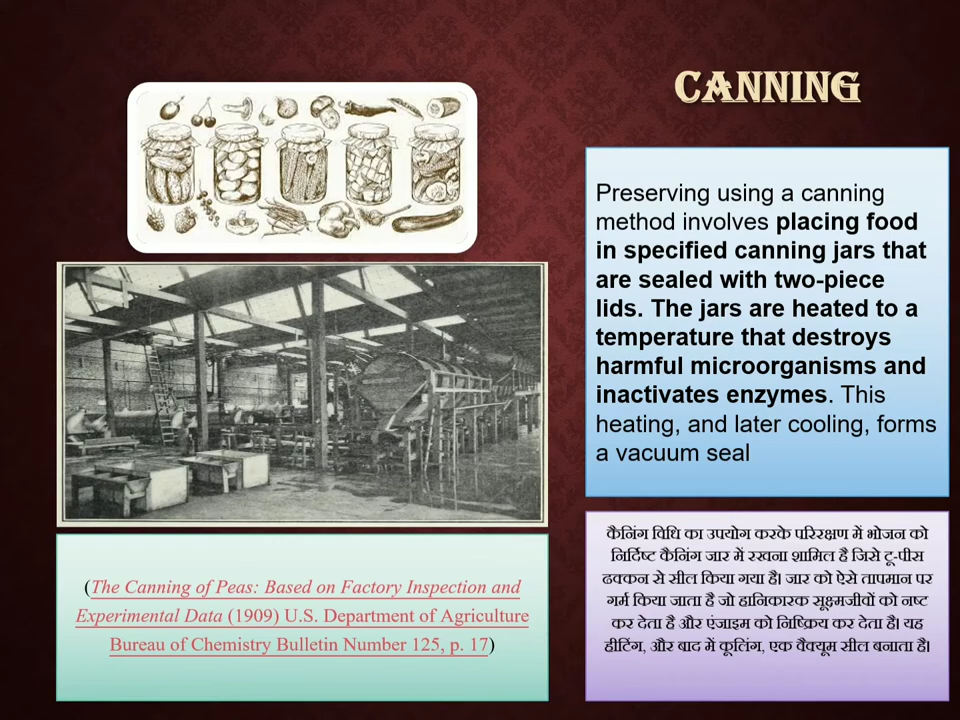 CANNING
Preserving using a canning
method involves placing food
in specified canning jars that
are sealed with two-piece
lids. The jars are heated to a
temperature that destroys
harmful microorganisms and
inactivates enzymes. This
heating, and later cooling, forms
a vacuum seal
(The Canning of Peas: Based on Factory Inspection and
Experimental Data (1909) U.S. Department of Agriculture
Bureau of Chemistry Bulletin Number 125, p. 17)
कैनिंग विधि का उपयोग करके परिरक्षण में भोजन को
निर्दिष्ट कैनिंग जार में रखना शामिल है जिसे टू-पीस
ढक्कन से सील किया गया है। जार को ऐसे तापमान पर
गर्म किया जाता है जो हानिकारक सूक्ष्मजीवों को नष्ट
कर देता है और एंजाइम को निष्क्रिय कर देता है। यह
हीटिंग, और बाद में कूलिंग, एक वैक्यूम सील बनाता है।